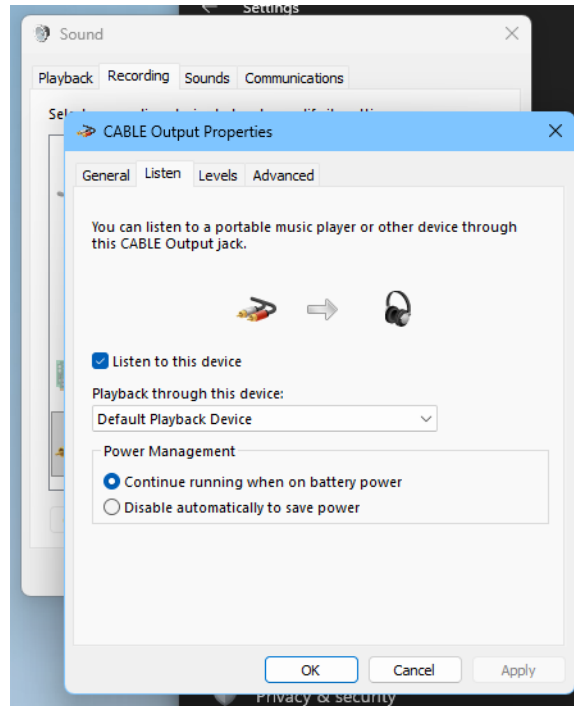 Settings
Sound
Playback Recording Sounds Communications
CABLE Output Properties
General Listen Levels Advanced
You can listen to a portable music player or other device through
this CABLE Output jack.
Listen to this device
Playback through this device:
Default Playback Device
Power Management
Continue running when on battery power
Disable automatically to save power
OK Cancel Apply
Privacy & security